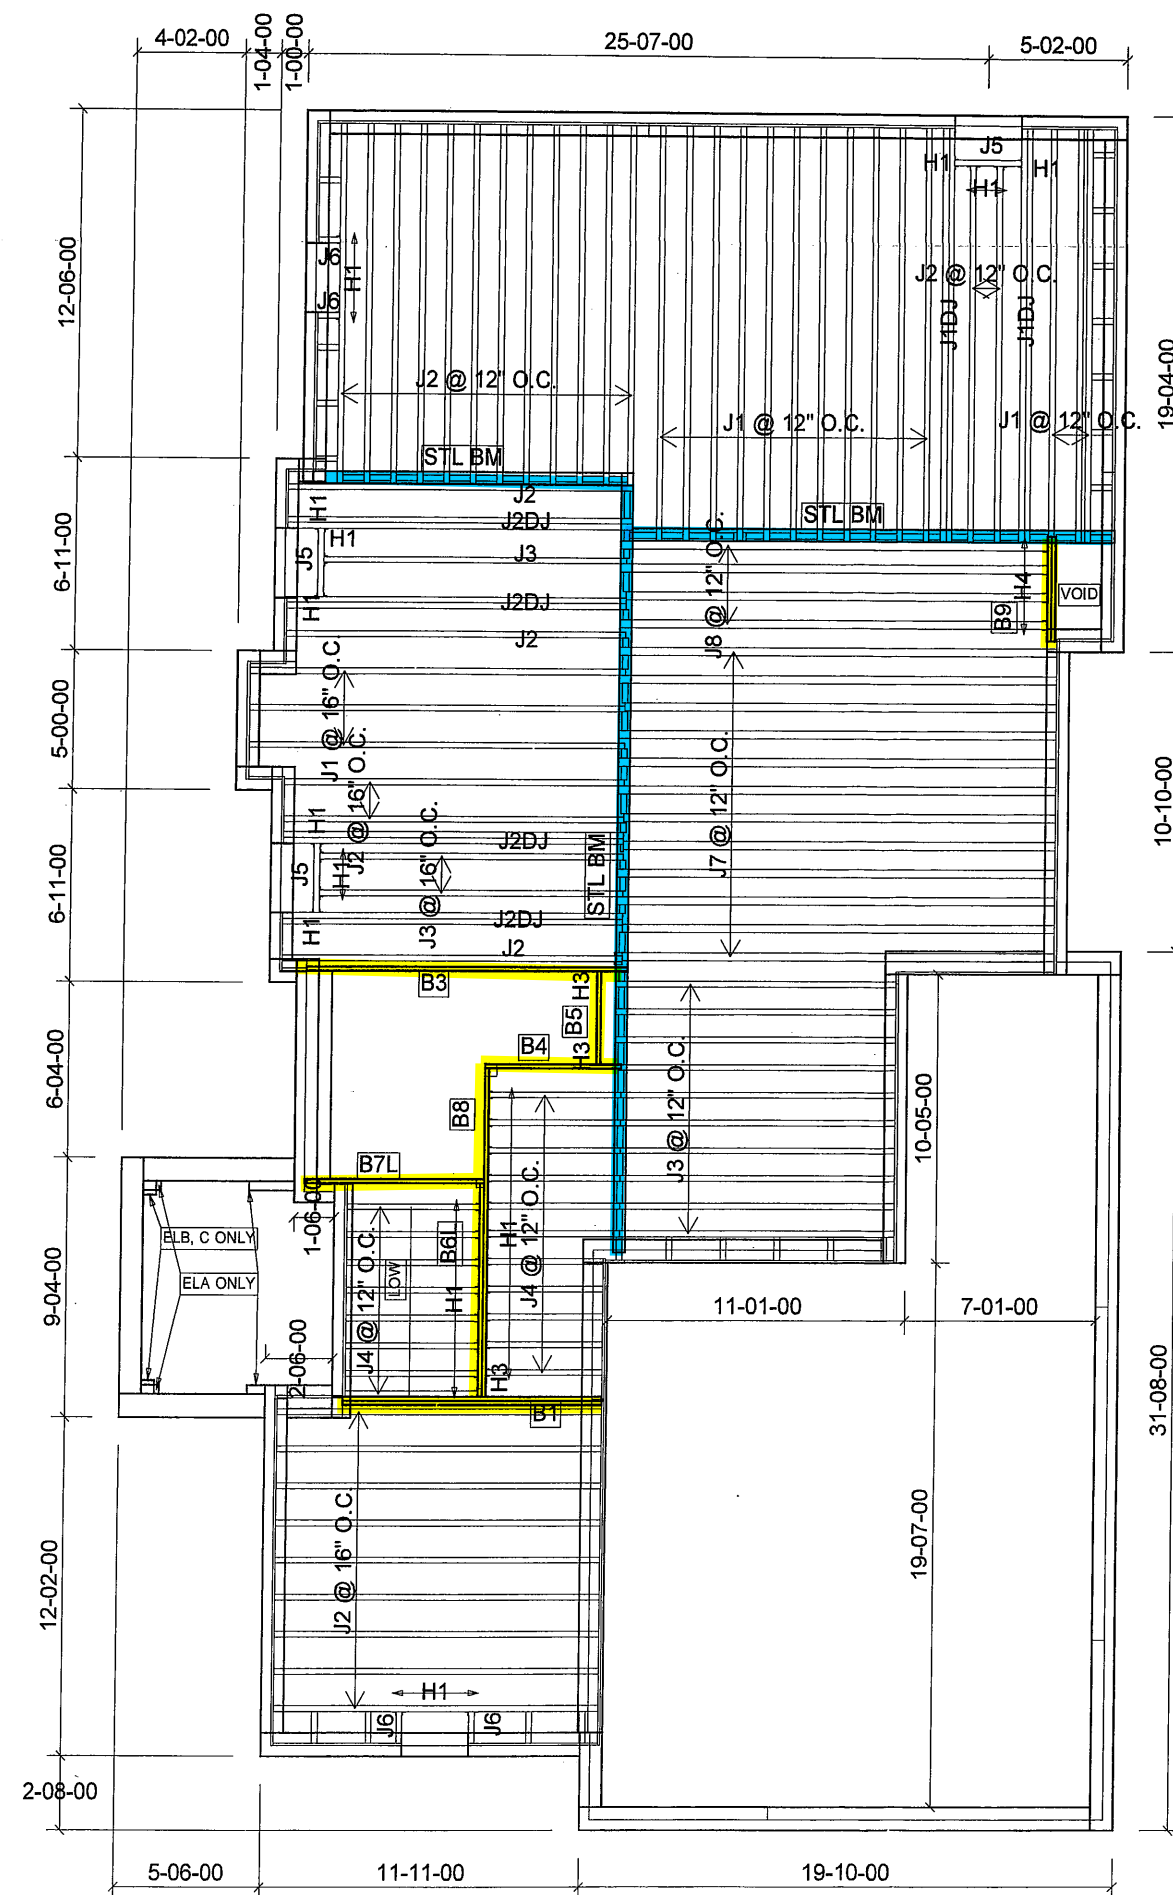 4-02-00
1-04-00
1-00-00
25-07-00
5-02-00
J5
H1
H1
H1
12-06-00
J6
H1
J6
J2 @ 12" O.C.
J1DJ
J1DJ
19-04-00
J2 @ 12" O.C.
J1 @ 12" O.C.
J1 @ 12" O.C.
STL BM
J2
H1
J2DJ
STL BM
H1
J3
J5
6-11-00
J8 @ 12" O.C.
H4
VOID
B9
J2DJ
H1
J2
J1 @ 16" O.C
5-00-00
J2 @ 16" O.C.
J7 @ 12" O.C.
10-10-00
H1
J3 @ 16" O.C.
J2DJ
STL BM
J5
H1
6-11-00
J2DJ
H1
J2
B3
H3
B5
B4
H3
6-04-00
J3 @ 12" O.C.
10-05-00
B8
B7L
1-06-00
ELB, C ONLY
ELA ONLY
J4 @ 12" O.C.
LOW
B6L
H1
H1
J4 @ 12" O.C.
9-04-00
11-01-00
7-01-00
2-06-00
H3
B1
31-08-00
J2 @ 16" O.C.
19-07-00
12-02-00
H1
J6
J6
2-08-00
5-06-00
11-11-00
19-10-00